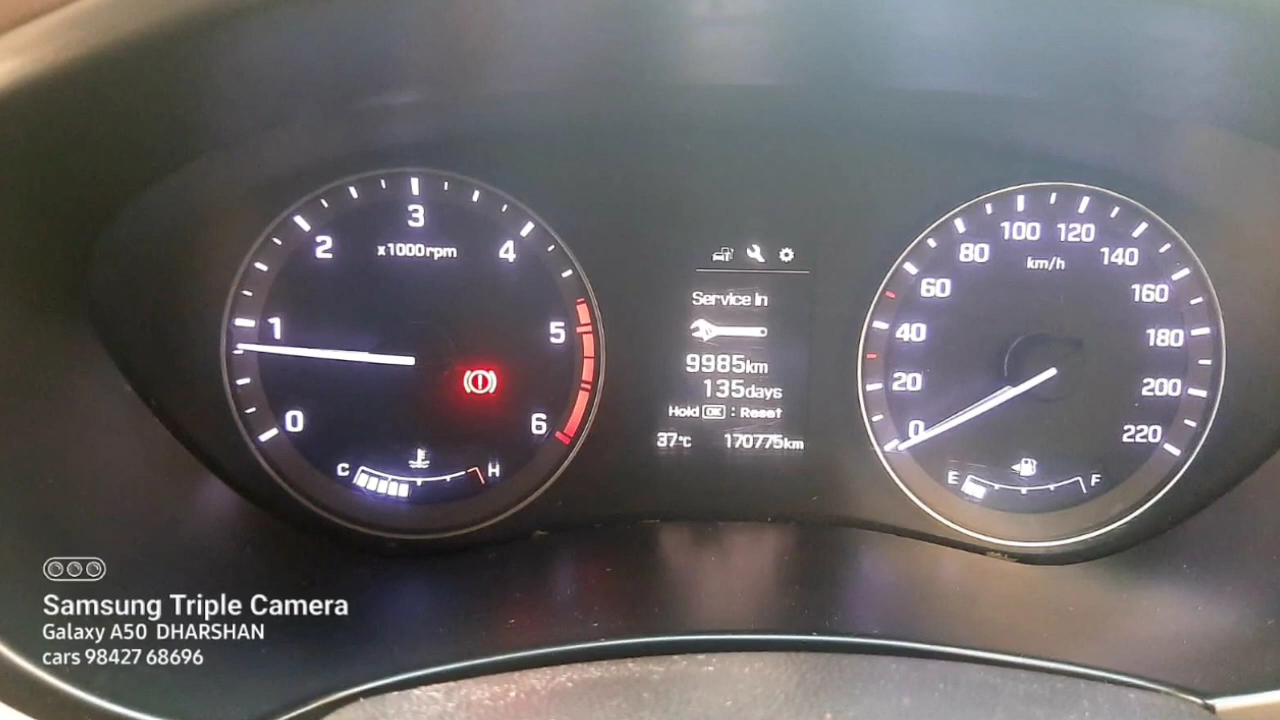 0
1
2
3
4
5
6
x1000rpm
C
H
Service in
9985km
135days
Hold OK : Reset
37°C 170775km
0
20
40
60
80
100
120
140
160
180
200
220
km/h
E
F
Samsung Triple Camera
Galaxy A50 DHARSHAN
cars 98427 68696